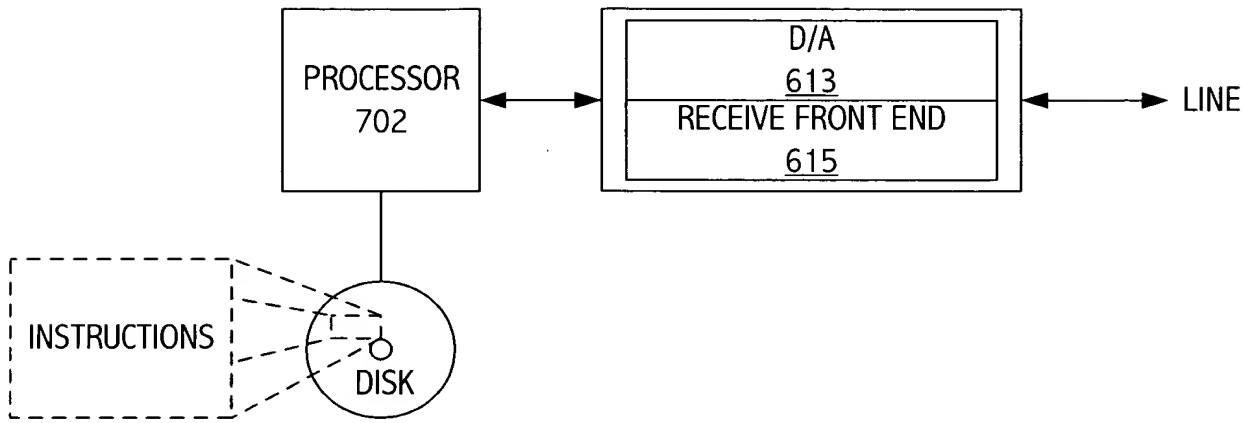 PROCESSOR
702
D/A
613
RECEIVE FRONT END
615
LINE
INSTRUCTIONS
DISK